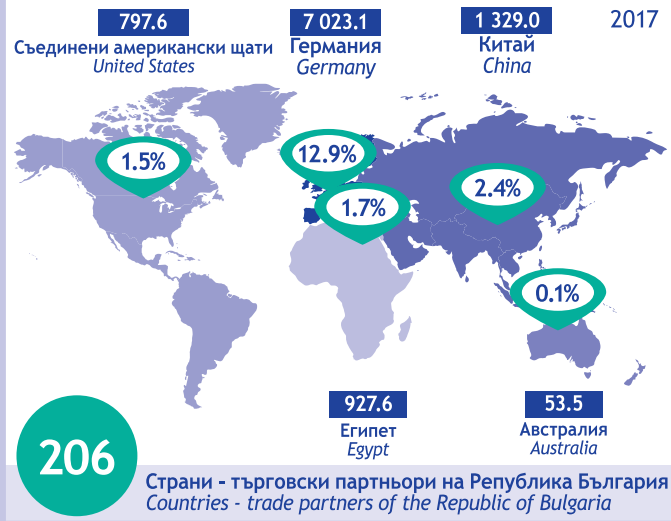 797.6
Съединени американски щати
United States
7 023.1
Германия
Germany
1 329.0
Китай
China
2017
1.5%
12.9%
1.7%
2.4%
0.1%
927.6
Египет
Egypt
53.5
Австралия
Australia
206
Страни - търговски партньори на Република България
Countries - trade partners of the Republic of Bulgaria